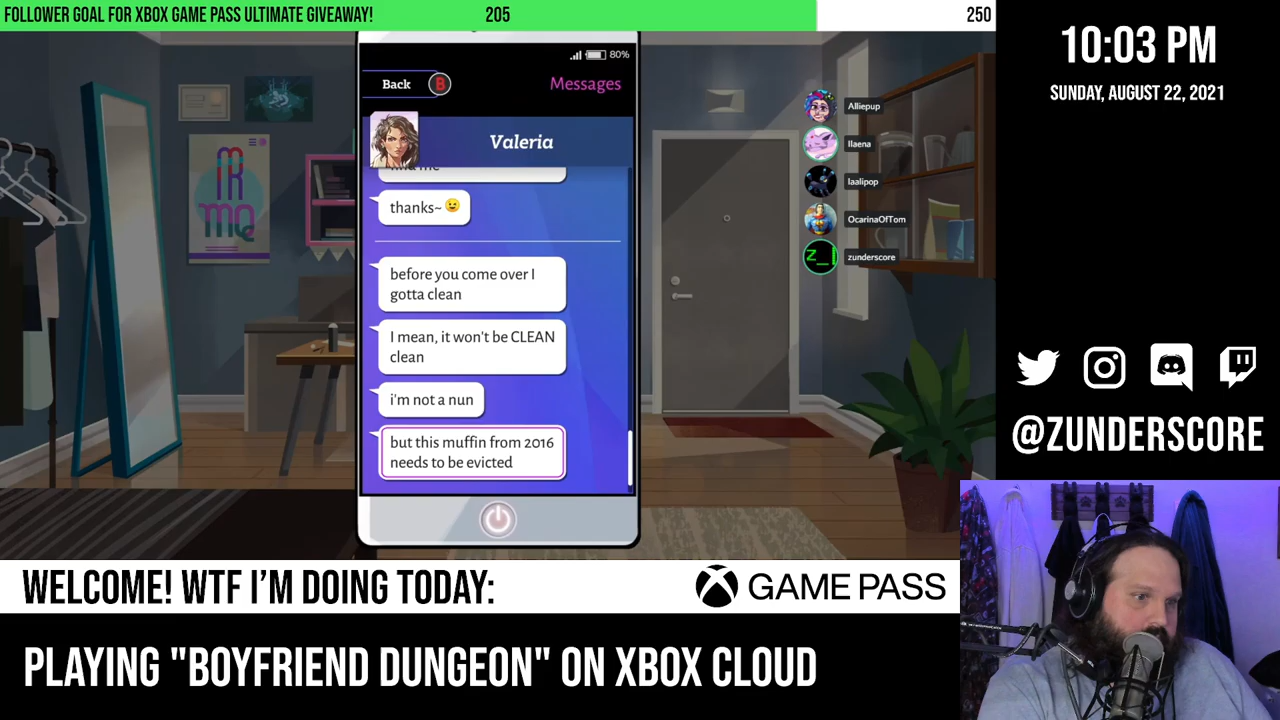 FOLLOWER GOAL FOR XBOX GAME PASS ULTIMATE GIVEAWAY! 205 250
10:03 PM
SUNDAY, AUGUST 22, 2021
80%
Back B Messages
Valeria
thanks~ 😉
before you come over I
gotta clean
I mean, it won't be CLEAN
clean
i'm not a nun
but this muffin from 2016
needs to be evicted
Alliepup
Ilaena
laalipop
OcarinaOfTom
z_
zunderscore
@ZUNDERSCORE
WELCOME! WTF I'M DOING TODAY:
GAME PASS
PLAYING "BOYFRIEND DUNGEON" ON XBOX CLOUD